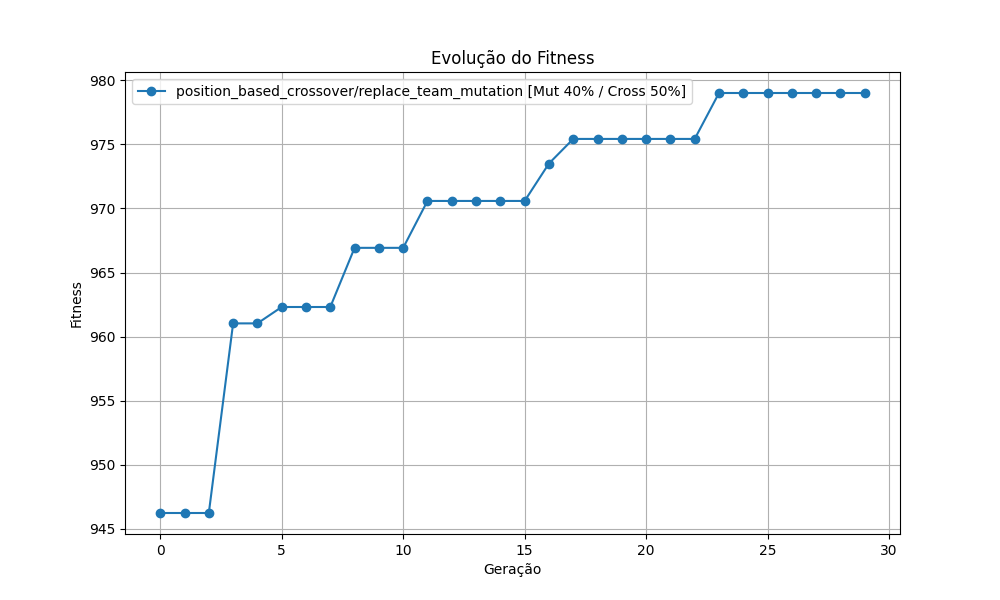 Evolução do Fitness
position_based_crossover/replace_team_mutation [Mut 40% / Cross 50%]
Fitness
980
975
970
965
960
955
950
945
0 5 10 15 20 25 30
Geração